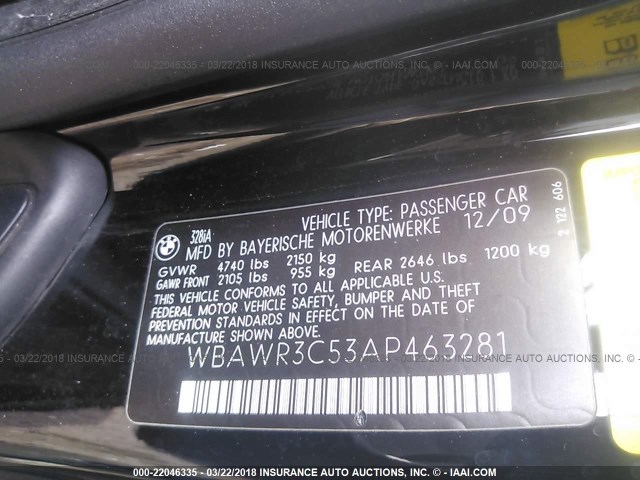 000-22046335 - 03/22/2018 INSURANCE AUTO AUCTIONS, INC. - © - IAAI.COM
328iA VEHICLE TYPE: PASSENGER CAR
MFD BY BAYERISCHE MOTORENWERKE 12/09
GVWR 4740 lbs 2150 kg
GAWR FRONT 2105 lbs 955 kg REAR 2646 lbs 1200 kg
THIS VEHICLE CONFORMS TO ALL APPLICABLE U.S.
FEDERAL MOTOR VEHICLE SAFETY, BUMPER AND THEFT
PREVENTION STANDARDS IN EFFECT ON THE DATE OF
MANUFACTURE SHOWN ABOVE.
WBAWR3C53AP463281
2 Y22 606
000-22046335 - 03/22/2018 INSURANCE AUTO AUCTIONS, INC. - © - IAAI.COM